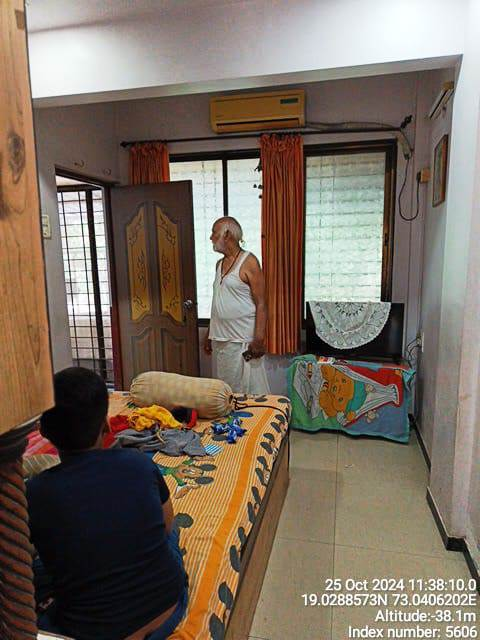 25 Oct 2024 11:38:10.0
19.0288573N 73.0406202E
Altitude:-38.1m
Index number: 5606